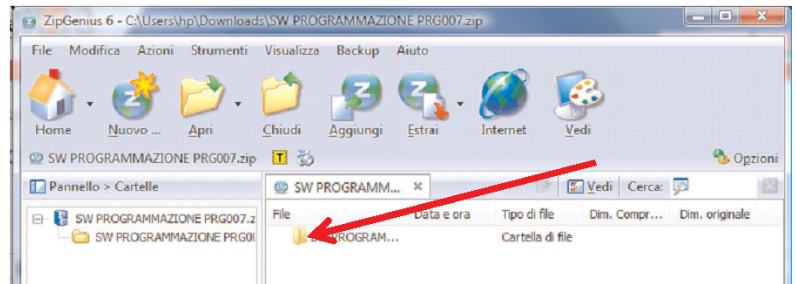 ZipGenius 6 - C:\Users\hp\Downloads\SW PROGRAMMAZIONE PRG007.zip
File Modifica Azioni Strumenti Visualizza Backup Aiuto
Home Nuovo ... Apri Chiudi Aggiungi Estrai Internet Vedi
SW PROGRAMMAZIONE PRG007.zip T Opzioni
Pannello > Cartelle SW PROGRAMM... Vedi Cerca:
File Data e ora Tipo di file Dim. Compr... Dim. originale
SW PROGRAMMAZIONE PRG007.z
PROGRAM... Cartella di file
SW PROGRAMMAZIONE PRG00